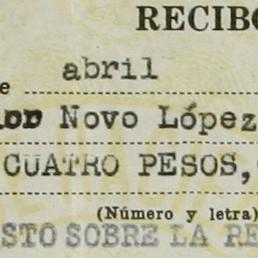 RECIBO
e abril
Novo López
CUATRO PESOS,
(Número y letra)
STO SOBRE LA RE